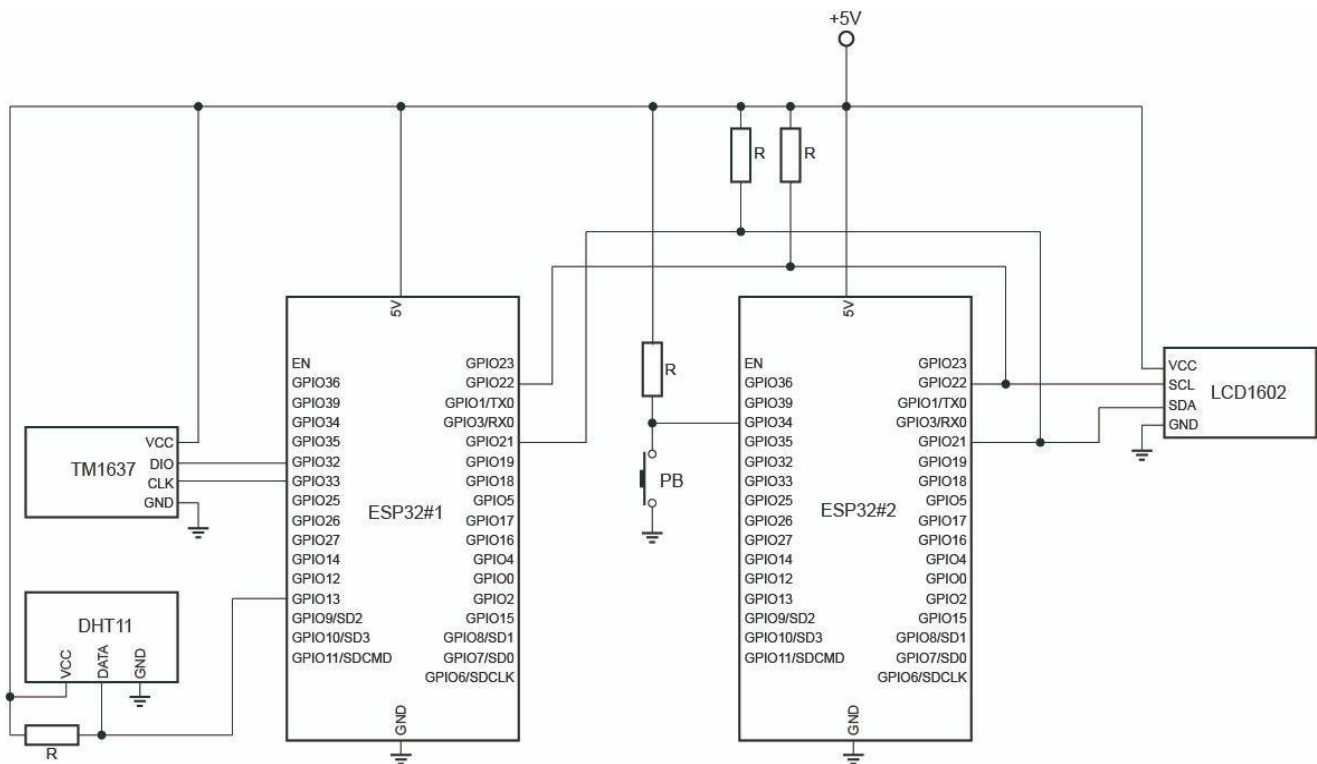 +5V
R
R
5V
EN
GPIO36
GPIO39
GPIO34
GPIO35
GPIO32
GPIO33
GPIO25
GPIO26
GPIO27
GPIO14
GPIO12
GPIO13
GPIO9/SD2
GPIO10/SD3
GPIO11/SDCMD
ESP32#1
GPIO23
GPIO22
GPIO1/TX0
GPIO3/RX0
GPIO21
GPIO19
GPIO18
GPIO5
GPIO17
GPIO16
GPIO4
GPIO0
GPIO2
GPIO15
GPIO8/SD1
GPIO7/SD0
GPIO6/SDCLK
GND
TM1637
VCC
DIO
CLK
GND
DHT11
VCC
DATA
GND
R
R
PB
5V
EN
GPIO36
GPIO39
GPIO34
GPIO35
GPIO32
GPIO33
GPIO25
GPIO26
GPIO27
GPIO14
GPIO12
GPIO13
GPIO9/SD2
GPIO10/SD3
GPIO11/SDCMD
ESP32#2
GPIO23
GPIO22
GPIO1/TX0
GPIO3/RX0
GPIO21
GPIO19
GPIO18
GPIO5
GPIO17
GPIO16
GPIO4
GPIO0
GPIO2
GPIO15
GPIO8/SD1
GPIO7/SD0
GPIO6/SDCLK
GND
VCC
SCL
SDA
GND
LCD1602